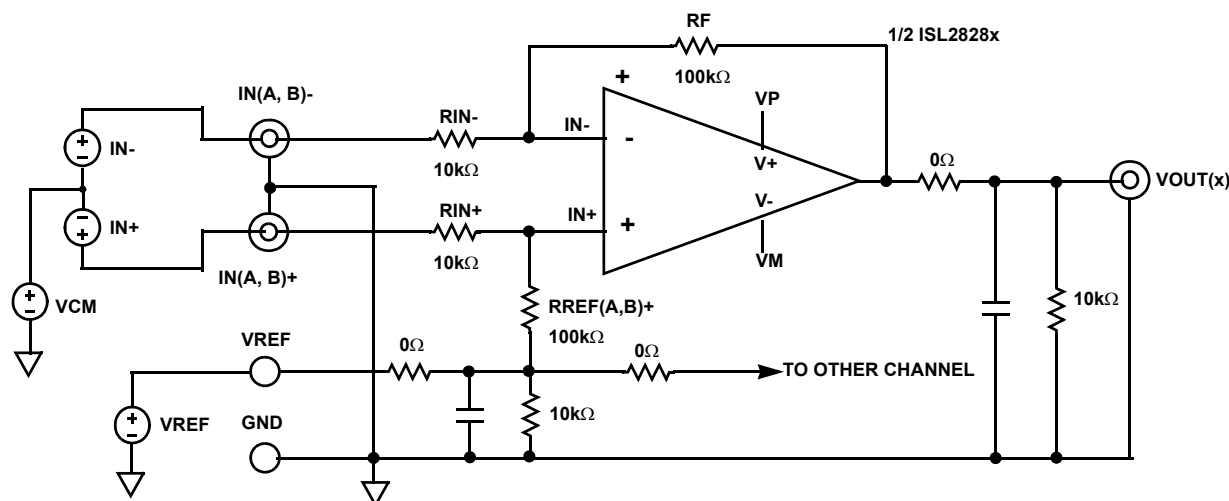 RF
1/2 ISL2828x
100kΩ
+
IN(A, B)-
RIN-
IN-
VP
IN-
10kΩ
-
V+
0Ω
VOUT(x)
IN+
RIN+
IN+
+
V-
10kΩ
VM
IN(A, B)+
VCM
RREF(A,B)+
10kΩ
VREF
100kΩ
0Ω
0Ω
TO OTHER CHANNEL
VREF
GND
10kΩ